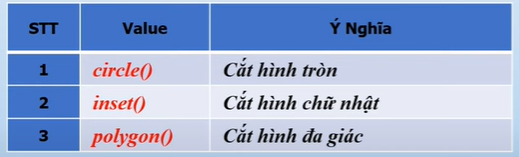 STT Value Ý Nghĩa
1 circle() Cắt hình tròn
2 inset() Cắt hình chữ nhật
3 polygon() Cắt hình đa giác